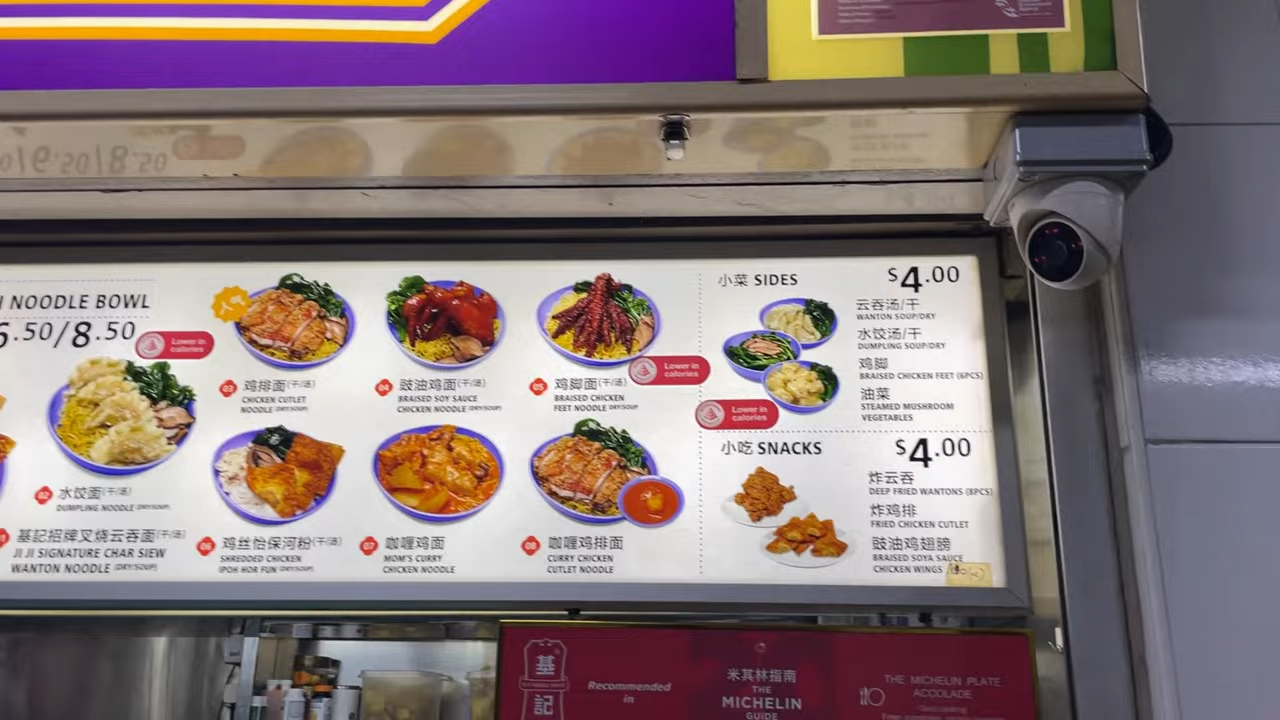 I NOODLE BOWL
6.50/8.50
Lower in
calories
02 水饺面(干/汤)
DUMPLING NOODLE (DRY/SOUP)
基記招牌叉烧云吞面(干/汤)
JI JI SIGNATURE CHAR SIEW
WANTON NOODLE (DRY/SOUP)
03 鸡排面(干/汤)
CHICKEN CUTLET
NOODLE (DRY/SOUP)
04 豉油鸡面(干/汤)
BRAISED SOY SAUCE
CHICKEN NOODLE (DRY/SOUP)
05 鸡脚面(干/汤)
BRAISED CHICKEN
FEET NOODLE (DRY/SOUP)
Lower in
calories
06 鸡丝怡保河粉(干/汤)
SHREDDED CHICKEN
IPOH HOR FUN (DRY/SOUP)
07 咖喱鸡面
MOM'S CURRY
CHICKEN NOODLE
08 咖喱鸡排面
CURRY CHICKEN
CUTLET NOODLE
小菜 SIDES
$4.00
云吞汤/干
WANTON SOUP/DRY
水饺汤/干
DUMPLING SOUP/DRY
鸡脚
BRAISED CHICKEN FEET (6PCS)
油菜
STEAMED MUSHROOM
VEGETABLES
Lower in
calories
小吃 SNACKS
$4.00
炸云吞
DEEP FRIED WANTONS (8PCS)
炸鸡排
FRIED CHICKEN CUTLET
豉油鸡翅膀
BRAISED SOYA SAUCE
CHICKEN WINGS
基
記
Recommended
in
米其林指南
THE
MICHELIN
GUIDE
THE MICHELIN PLATE
ACCOLADE